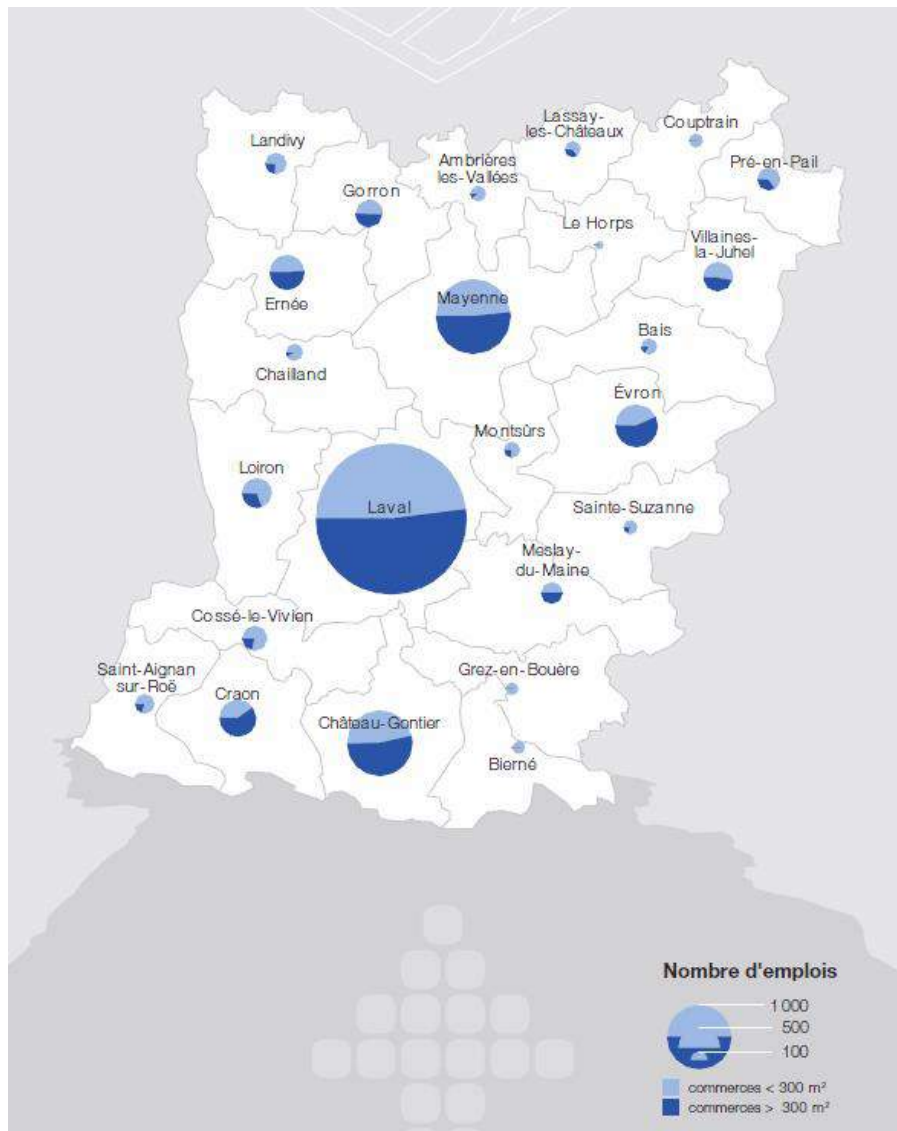 Landivy
Lassay-
les-Châteaux
Couptrain
Ambrières
les-Vallées
Pré-en-Pail
Gorron
Le Horps
Villaines-
la-Juhel
Ernée
Mayenne
Bais
Chailland
Évron
Montsûrs
Loiron
Laval
Sainte-Suzanne
Meslay-
du-Maine
Cossé-le-Vivien
Saint-Aignan
sur-Roë
Craon
Grez-en-Bouère
Château-Gontier
Bierné
Nombre d'emplois
1 000
500
100
commerces < 300 m²
commerces > 300 m²